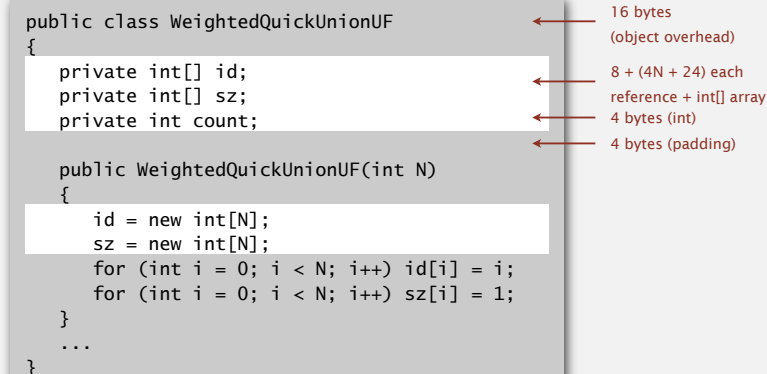 public class WeightedQuickUnionUF
{
private int[] id;
private int[] sz;
private int count;
public WeightedQuickUnionUF(int N)
{
id = new int[N];
sz = new int[N];
for (int i = 0; i < N; i++) id[i] = i;
for (int i = 0; i < N; i++) sz[i] = 1;
}
...
}
16 bytes
(object overhead)
8 + (4N + 24) each
reference + int[] array
4 bytes (int)
4 bytes (padding)